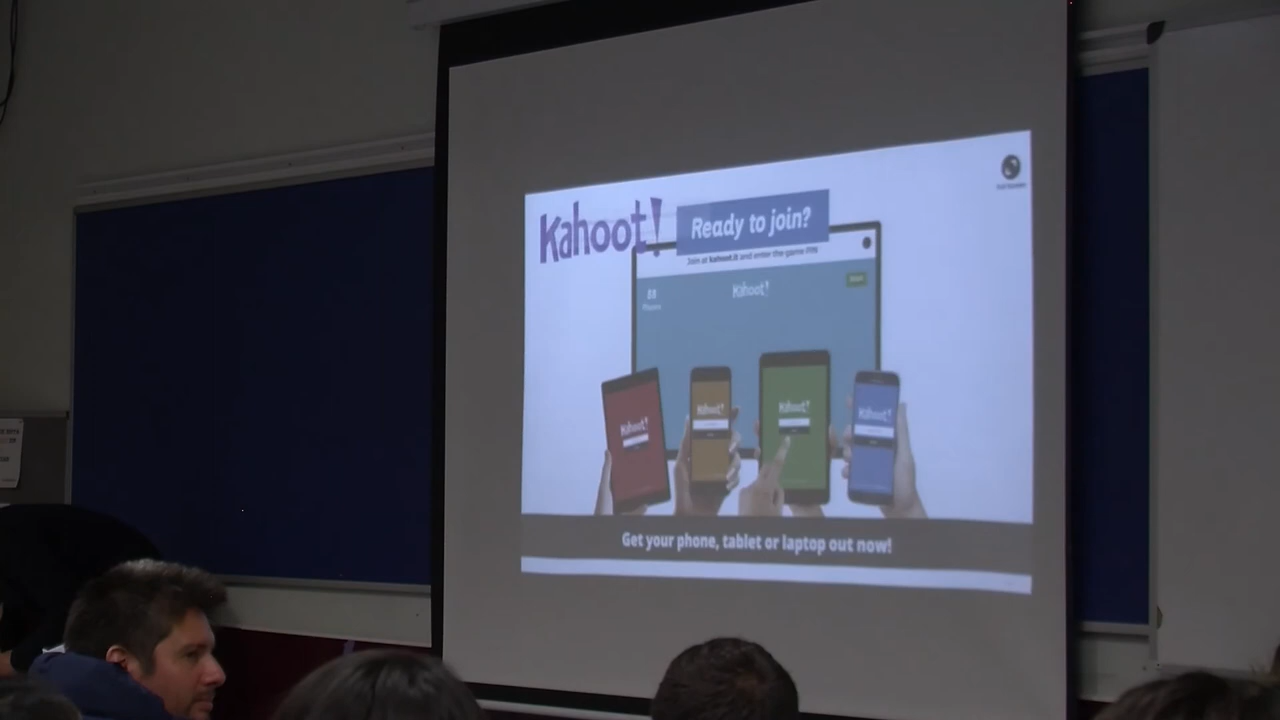 Kahoot!
Ready to join?
Join at kahoot.it and enter the game PIN
Kahoot!
Players
Kahoot!
Kahoot!
Kahoot!
Kahoot!
Get your phone, tablet or laptop out now!